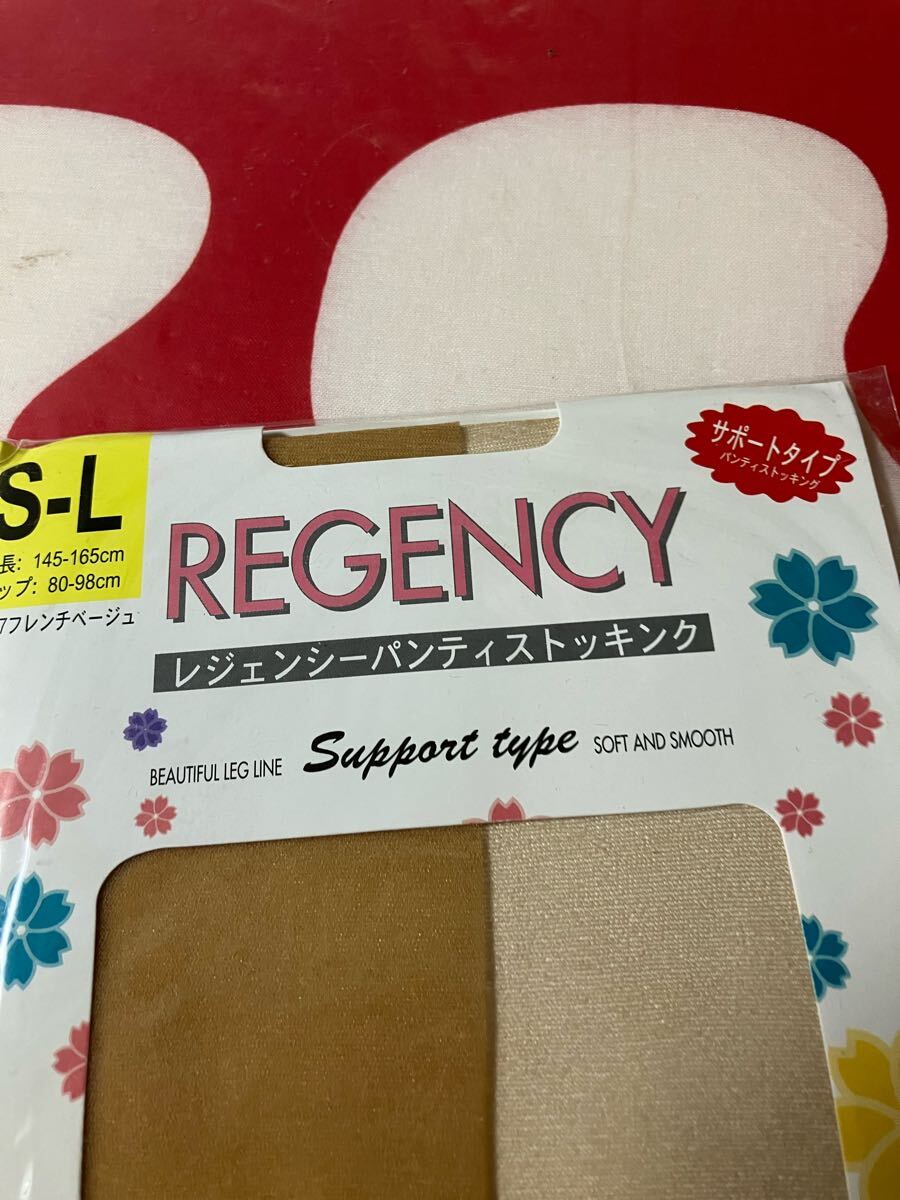 S-L
長: 145-165cm
ップ: 80-98cm
7フレンチベージュ
サポートタイプ
パンティストッキング
REGENCY
レジェンシーパンティストッキンク
BEAUTIFUL LEG LINE Support type SOFT AND SMOOTH